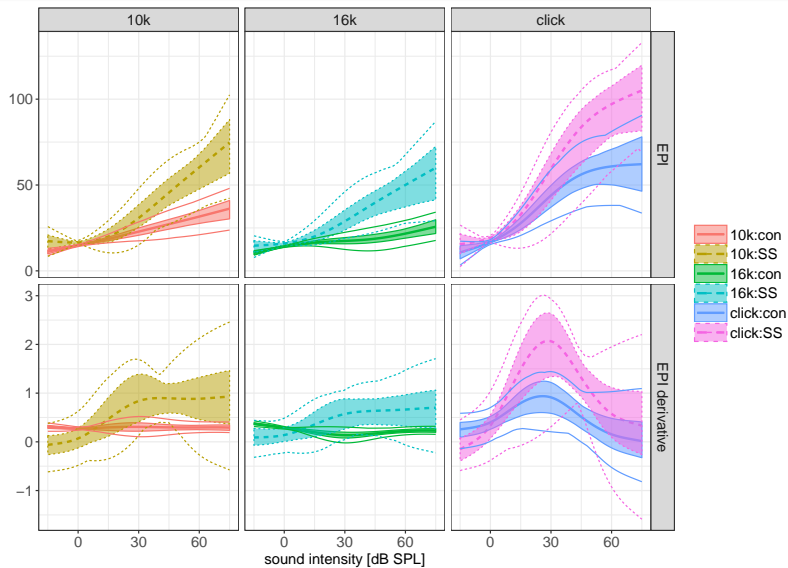 10k 16k click
100
50
0
EPI
3
2
1
0
−1
EPI derivative
0 30 60 0 30 60 0 30 60
sound intensity [dB SPL]
10k:con
10k:SS
16k:con
16k:SS
click:con
click:SS